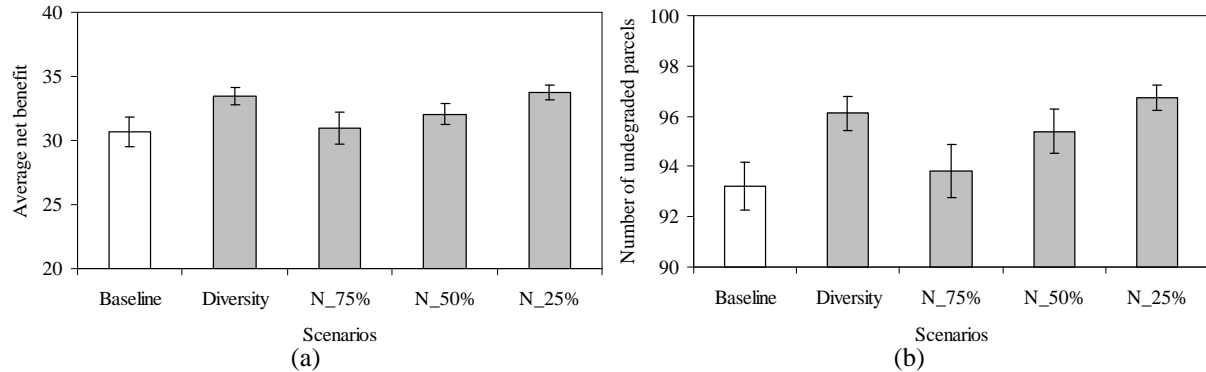 Average net benefit
40
35
30
25
20
Baseline Diversity N_75% N_50% N_25%
Scenarios
(a)
Number of undegraded parcels
100
98
96
94
92
90
Baseline Diversity N_75% N_50% N_25%
Scenarios
(b)